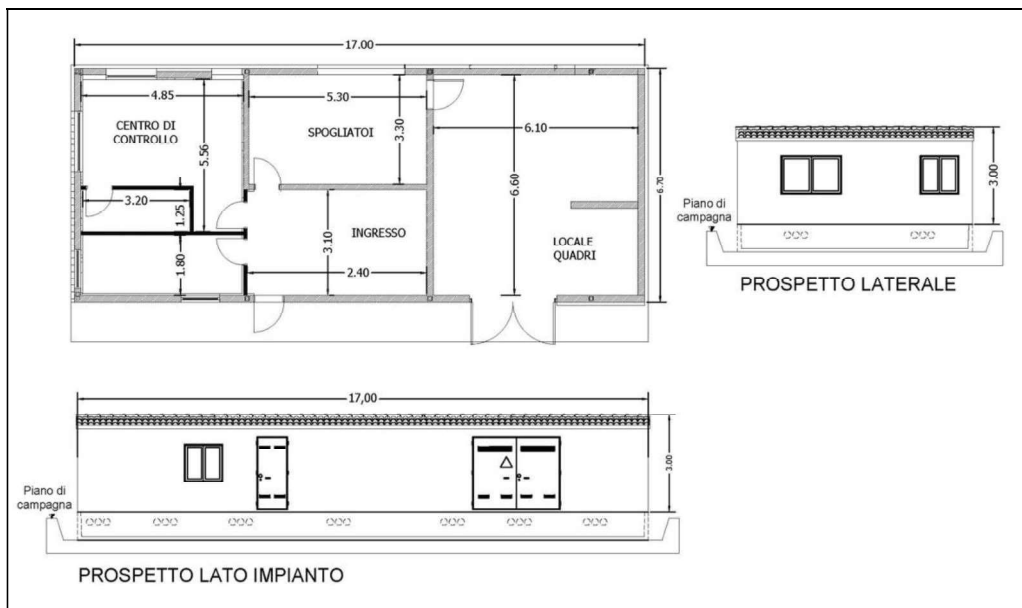 17.00
4.85
5.30
CENTRO DI
CONTROLLO
SPOGLIATOI
3.30
6.10
5.56
6.60
6.70
3.20
1.25
INGRESSO
3.10
LOCALE
QUADRI
1.80
2.40
3.00
Piano di
campagna
PROSPETTO LATERALE
17,00
3.00
Piano di
campagna
PROSPETTO LATO IMPIANTO